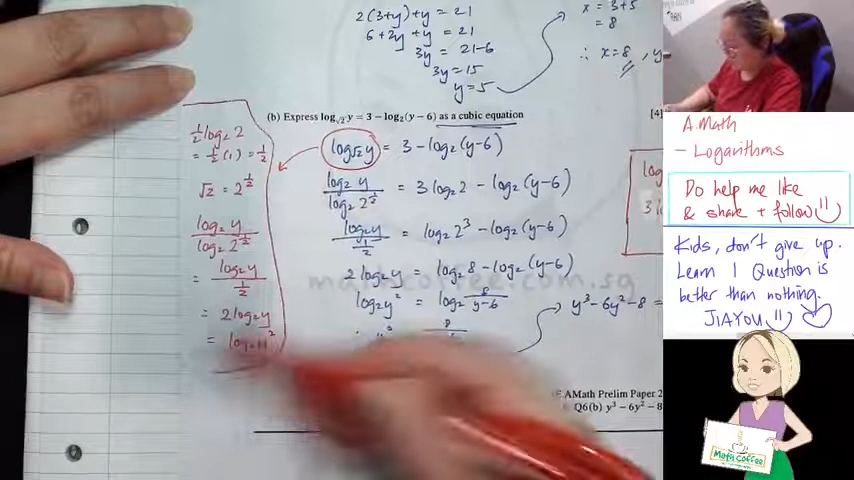 2(3+y)+y = 21
6+2y+y = 21
3y = 21-6
3y = 15
y = 5
x = 3+5
= 8
∴ x=8, y
(b) Express log√2 y = 3 − log2(y − 6) as a cubic equation [4]
log√2 y = 3 - log2(y-6)
log2 y / log2 2^½ = 3 log2 2 - log2(y-6)
log2 y / ½ = log2 2³ - log2(y-6)
2 log2 y = log2 8 - log2(y-6)
log2 y² = log2 8/(y-6)
8
y³-6y²-8 =
½ log2 2
= ½(1) = ½
√2 = 2^½
log2 y / log2 2^½
= log2 y / ½
= 2 log2 y
=
log
3
mathcoffee.com.sg
AMath Prelim Paper 2
Q6(b) y³ − 6y² − 8
A.Math
- Logarithms
Do help me like
& share + follow
Kids, don't give up.
Learn 1 Question is
better than nothing.
JIAYOU
Math Coffee